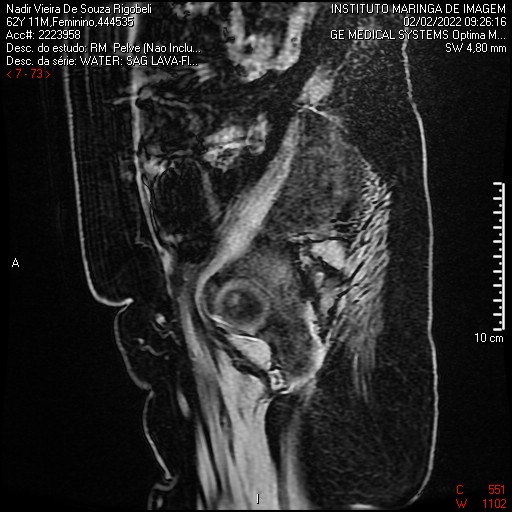 Nadir Vieira De Souza Rigobeli
62Y 11M,Feminino,444535
Acc#: 2223958
Desc. do estudo: RM Pelve (Nao Inclu...
Desc. da série: WATER: SAG LAVA-Fl...
< 7 - 73 >
INSTITUTO MARINGA DE IMAGEM
02/02/2022 09:26:16
GE MEDICAL SYSTEMS Optima M...
SW 4,80 mm
A
10 cm
I
C 551
W 1102